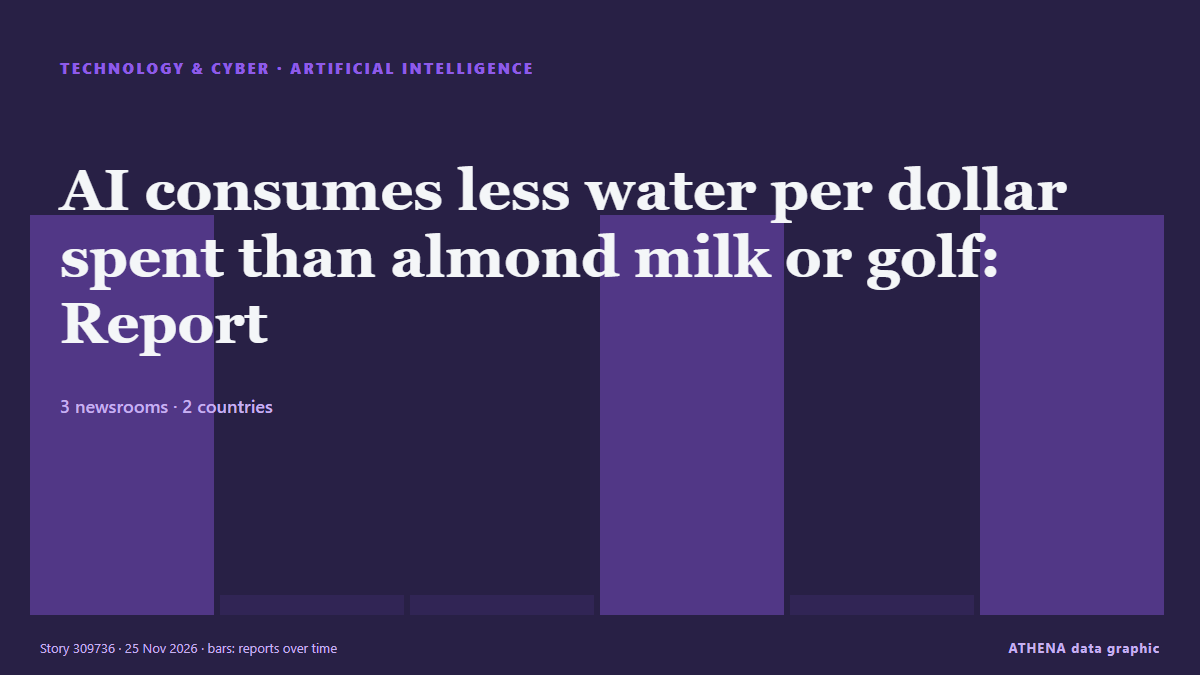 TECHNOLOGY & CYBER · ARTIFICIAL INTELLIGENCE
AI consumes less water per dollar
spent than almond milk or golf:
Report
3 newsrooms · 2 countries
Story 309736 · 25 Nov 2026 · bars: reports over time
ATHENA data graphic